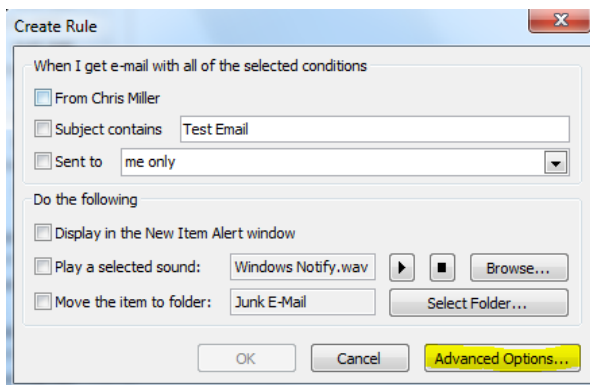 Create Rule
When I get e-mail with all of the selected conditions
From Chris Miller
Subject contains Test Email
Sent to me only
Do the following
Display in the New Item Alert window
Play a selected sound: Windows Notify.wav Browse...
Move the item to folder: Junk E-Mail Select Folder...
OK Cancel Advanced Options...